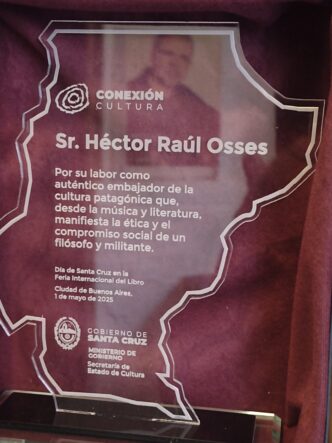 CONEXIÓN
CULTURA
Sr. Héctor Raúl Osses
Por su labor como
auténtico embajador de la
cultura patagónica que,
desde la música y literatura,
manifiesta la ética y el
compromiso social de un
filósofo y militante.
Día de Santa Cruz en la
Feria Internacional del Libro
Ciudad de Buenos Aires,
1 de mayo de 2025
GOBIERNO DE
SANTA CRUZ
MINISTERIO DE
GOBIERNO
Secretaría de
Estado de Cultura